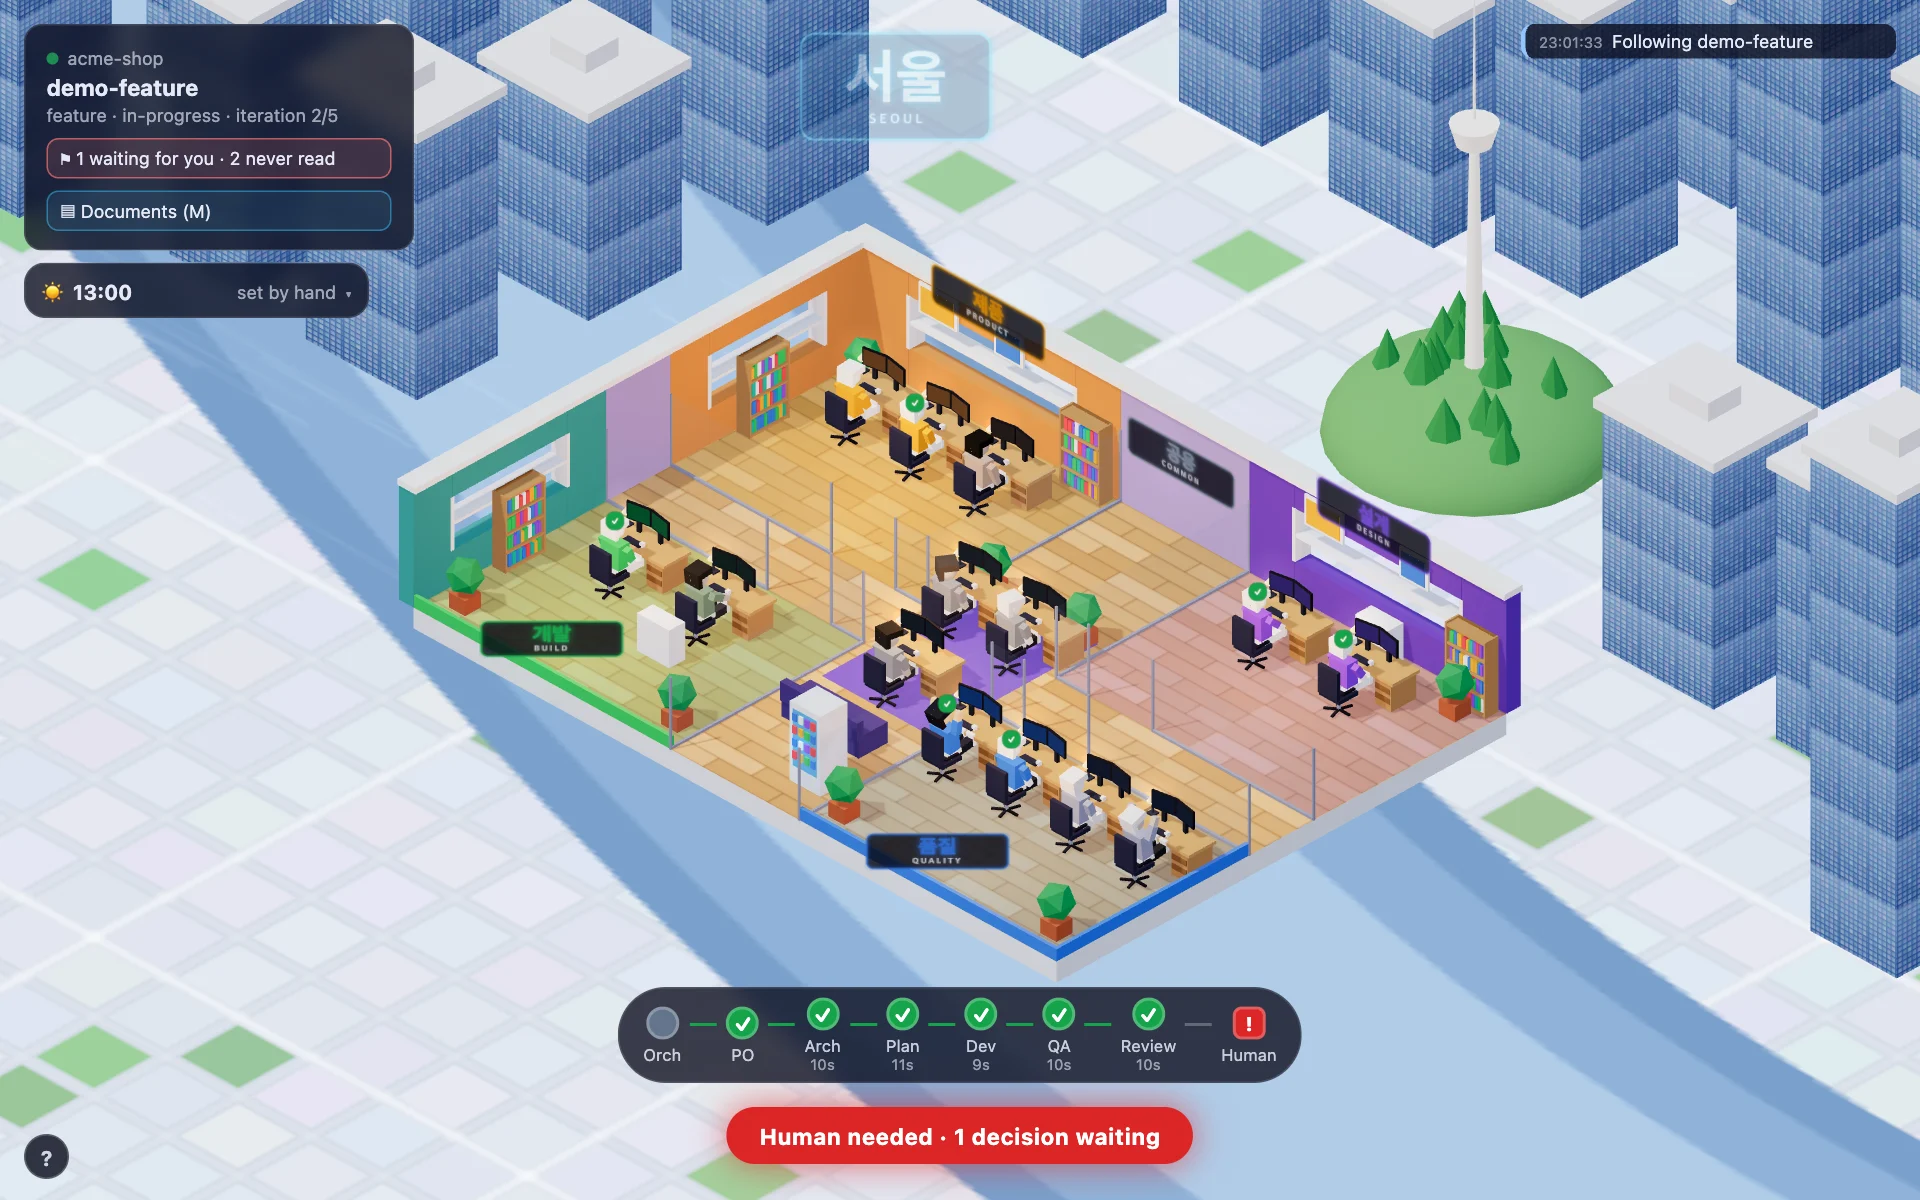 acme-shop
demo-feature
feature · in-progress · iteration 2/5
1 waiting for you · 2 never read
Documents (M)
13:00
set by hand
서울
SEOUL
23:01:33 Following demo-feature
제품
PRODUCT
공용
COMMON
설계
DESIGN
개발
BUILD
품질
QUALITY
Orch
PO
Arch
10s
Plan
11s
Dev
9s
QA
10s
Review
10s
!
Human
Human needed · 1 decision waiting
?